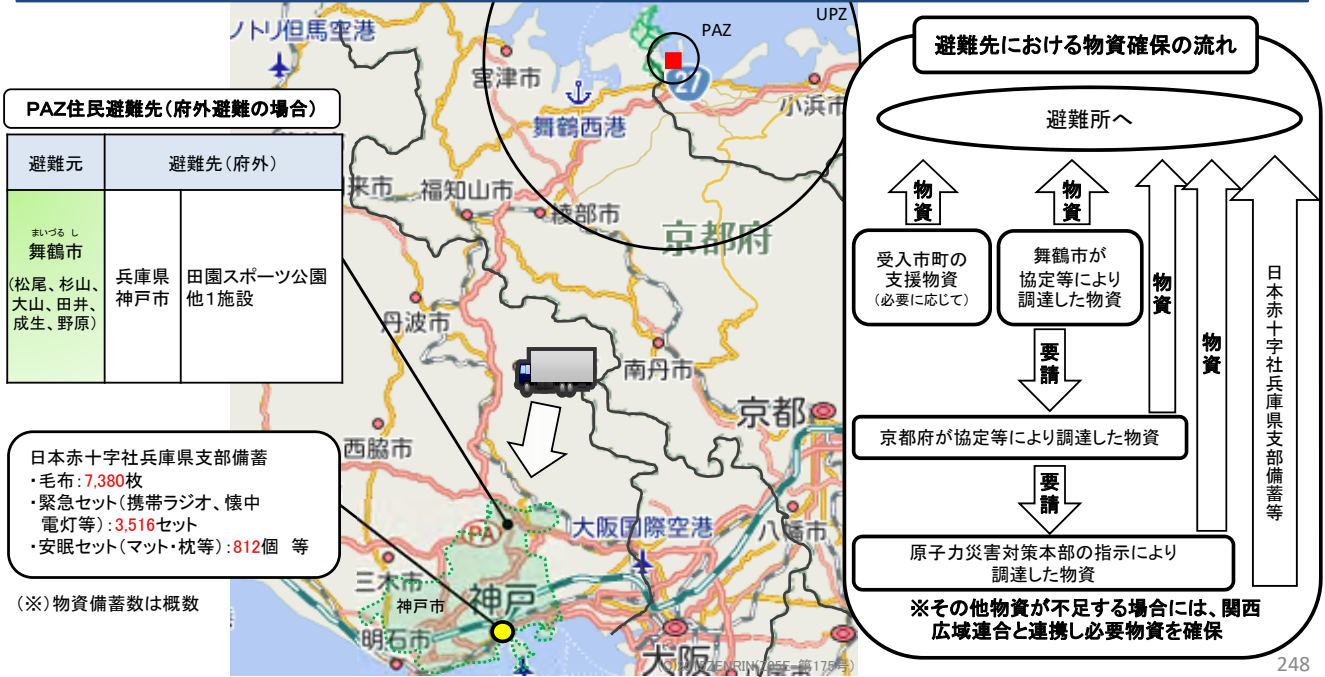 PAZ住民避難先(府外避難の場合)
避難元
避難先(府外)
まいづる し
舞鶴市
(松尾、杉山、
大山、田井、
成生、野原)
兵庫県
神戸市
田園スポーツ公園
他1施設
日本赤十字社兵庫県支部備蓄
・毛布:7,380枚
・緊急セット(携帯ラジオ、懐中
電灯等):3,516セット
・安眠セット(マット・枕等):812個 等
(※)物資備蓄数は概数
ノトリ但馬空港
宮津市
PAZ
UPZ
27
小浜市
舞鶴西港
来市
福知山市
綾部市
京都府
丹波市
南丹市
京都
西脇市
PA
大阪国際空港
八幡市
三木市
神戸市
神戸
明石市
大阪
避難先における物資確保の流れ
避難所へ
物資
物資
物資
物資
受入市町の
支援物資
(必要に応じて)
舞鶴市が
協定等により
調達した物資
日本赤十字社兵庫県支部備蓄等
要請
京都府が協定等により調達した物資
要請
原子力災害対策本部の指示により
調達した物資
※その他物資が不足する場合には、関西
広域連合と連携し必要物資を確保
248